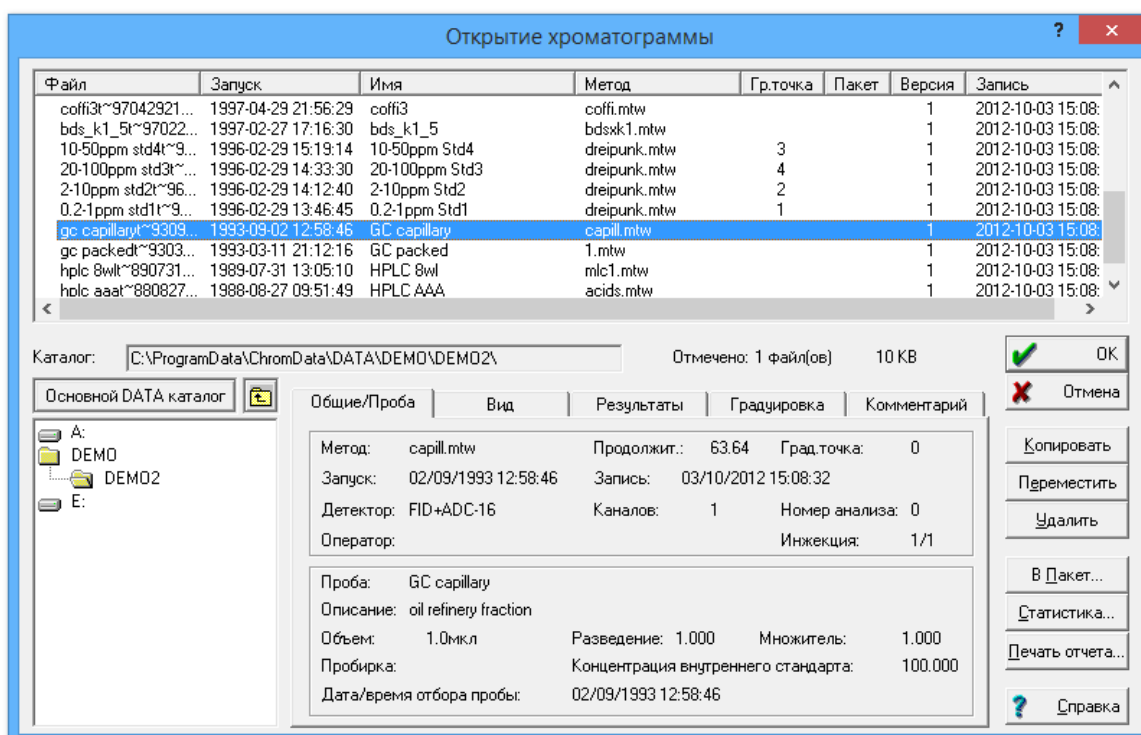 Открытие хроматограммы ? ×
Файл Запуск Имя Метод Гр.точка Пакет Версия Запись
coffi3t~97042921... 1997-04-29 21:56:29 coffi3 coffi.mtw 1 2012-10-03 15:08:
bds_k1_5t~97022... 1997-02-27 17:16:30 bds_k1_5 bdsxk1.mtw 1 2012-10-03 15:08:
10-50ppm std4t~9... 1996-02-29 15:19:14 10-50ppm Std4 dreipunk.mtw 3 1 2012-10-03 15:08:
20-100ppm std3t~... 1996-02-29 14:33:30 20-100ppm Std3 dreipunk.mtw 4 1 2012-10-03 15:08:
2-10ppm std2t~96... 1996-02-29 14:12:40 2-10ppm Std2 dreipunk.mtw 2 1 2012-10-03 15:08:
0.2-1ppm std1t~9... 1996-02-29 13:46:45 0.2-1ppm Std1 dreipunk.mtw 1 1 2012-10-03 15:08:
gc capillaryt~9309... 1993-09-02 12:58:46 GC capillary capill.mtw 1 2012-10-03 15:08:
gc packedt~9303... 1993-03-11 21:12:16 GC packed 1.mtw 1 2012-10-03 15:08:
hplc 8wlt~890731... 1989-07-31 13:05:10 HPLC 8wl mlc1.mtw 1 2012-10-03 15:08:
hplc aaat~880827... 1988-08-27 09:51:49 HPLC AAA acids.mtw 1 2012-10-03 15:08:
Каталог: C:\ProgramData\ChromData\DATA\DEMO\DEMO2\ Отмечено: 1 файл(ов) 10 KB
OK
Отмена
Копировать
Переместить
Удалить
В Пакет...
Статистика...
Печать отчета...
Справка
Основной DATA каталог
A:
DEMO
DEMO2
E:
Общие/Проба Вид Результаты Градуировка Комментарий
Метод: capill.mtw Продолжит.: 63.64 Град.точка: 0
Запуск: 02/09/1993 12:58:46 Запись: 03/10/2012 15:08:32
Детектор: FID+ADC-16 Каналов: 1 Номер анализа: 0
Оператор: Инжекция: 1/1
Проба: GC capillary
Описание: oil refinery fraction
Объем: 1.0мкл Разведение: 1.000 Множитель: 1.000
Пробирка: Концентрация внутреннего стандарта: 100.000
Дата/время отбора пробы: 02/09/1993 12:58:46